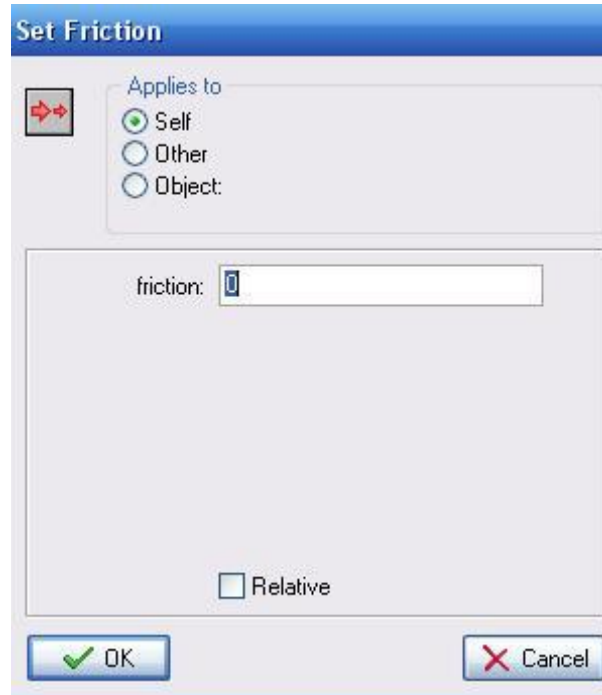 Set Friction
Applies to
Self
Other
Object:
friction: 0
Relative
OK
Cancel